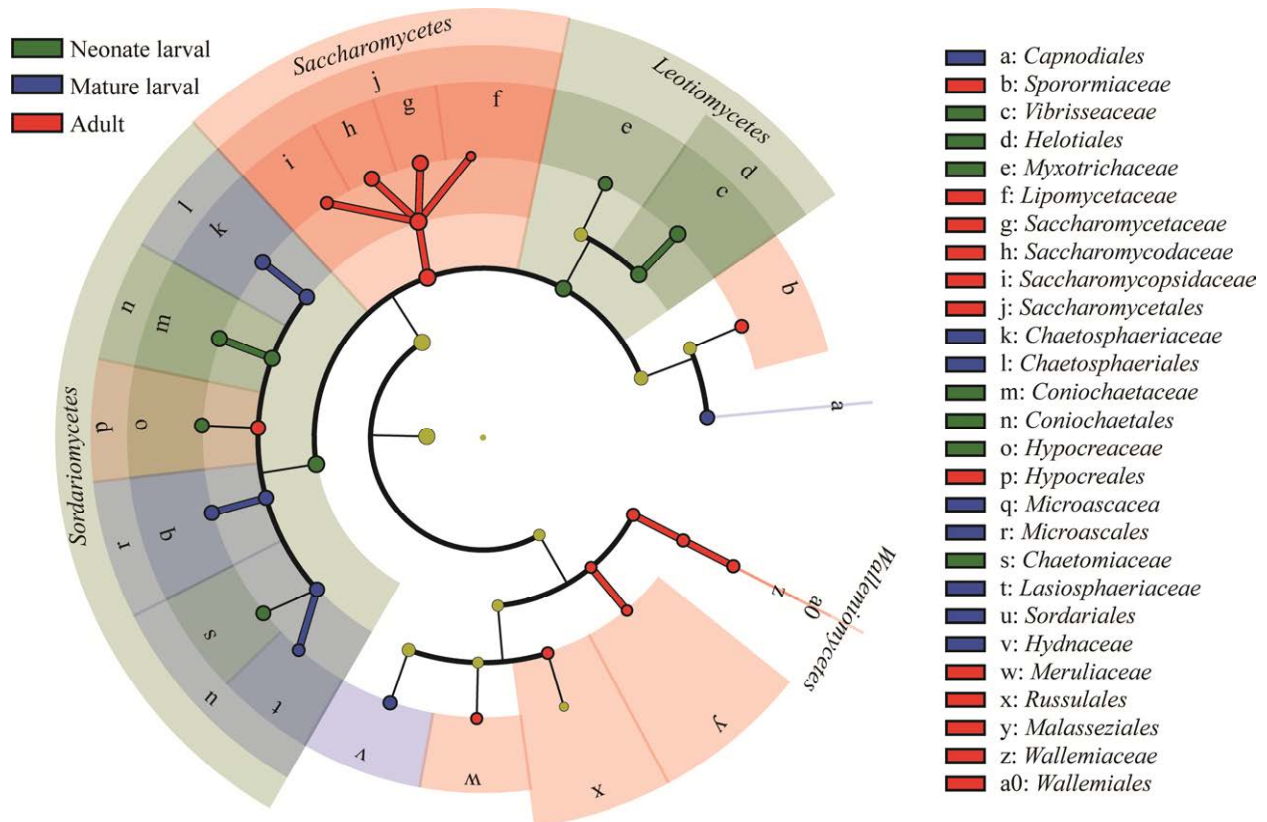 Neonate larval
Mature larval
Adult
Saccharomycetes
Leotiomycetes
Sordariomycetes
Wallemiomycetes
j
f
g
h
i
e
d
c
b
a
l
k
n
m
p
o
r
q
s
u
t
v
w
x
y
z
a0
a: Capnodiales
b: Sporormiaceae
c: Vibrisseaceae
d: Helotiales
e: Myxotrichaceae
f: Lipomycetaceae
g: Saccharomycetaceae
h: Saccharomycodaceae
i: Saccharomycopsidaceae
j: Saccharomycetales
k: Chaetosphaeriaceae
l: Chaetosphaeriales
m: Coniochaetaceae
n: Coniochaetales
o: Hypocreaceae
p: Hypocreales
q: Microascacea
r: Microascales
s: Chaetomiaceae
t: Lasiosphaeriaceae
u: Sordariales
v: Hydnaceae
w: Meruliaceae
x: Russulales
y: Malasseziales
z: Wallemiaceae
a0: Wallemiales